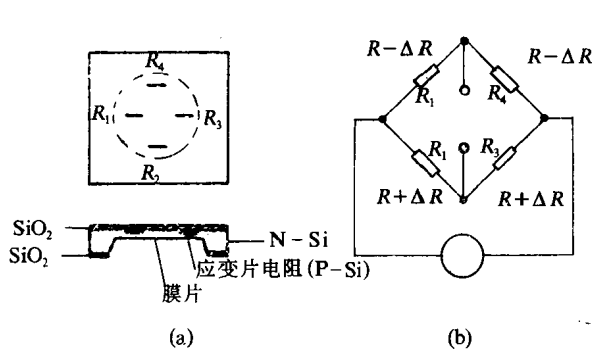 R₄
R₁
R₃
R₂
SiO₂
SiO₂
N-Si
应变片电阻(P-Si)
膜片
(a)
R-ΔR
R-ΔR
R₁
R₄
R₁
R₃
R+ΔR
R+ΔR
(b)